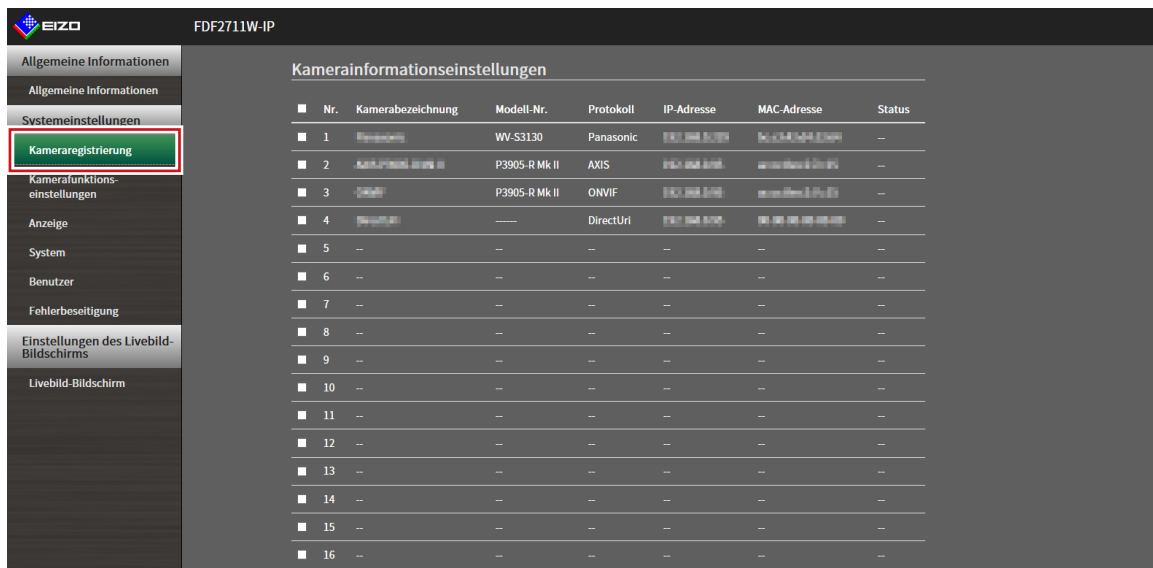 EIZO FDF2711W-IP
Allgemeine Informationen
Allgemeine Informationen
Systemeinstellungen
Kameraregistrierung
Kamerafunktions-
einstellungen
Anzeige
System
Benutzer
Fehlerbeseitigung
Einstellungen des Livebild-
Bildschirms
Livebild-Bildschirm
Kamerainformationseinstellungen
Nr. Kamerabezeichnung Modell-Nr. Protokoll IP-Adresse MAC-Adresse Status
1 WV-S3130 Panasonic --
2 P3905-R Mk II AXIS --
3 P3905-R Mk II ONVIF --
4 ------ DirectUri --
5 -- -- -- -- -- --
6 -- -- -- -- -- --
7 -- -- -- -- -- --
8 -- -- -- -- -- --
9 -- -- -- -- -- --
10 -- -- -- -- -- --
11 -- -- -- -- -- --
12 -- -- -- -- -- --
13 -- -- -- -- -- --
14 -- -- -- -- -- --
15 -- -- -- -- -- --
16 -- -- -- -- -- --